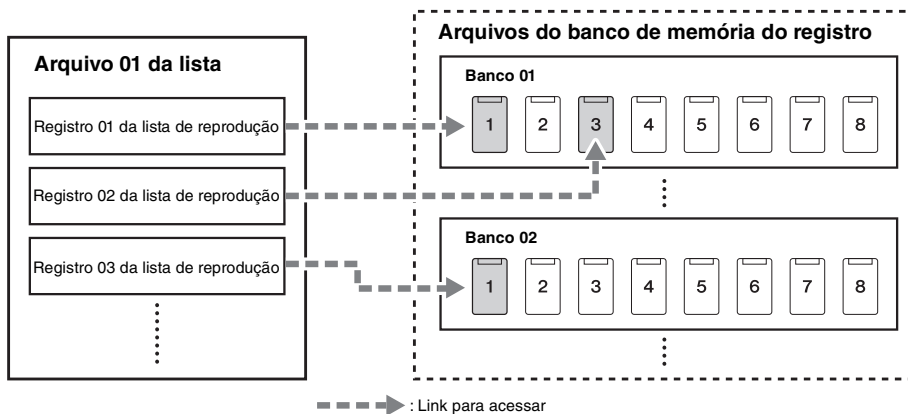 Arquivo 01 da lista
Registro 01 da lista de reprodução
Registro 02 da lista de reprodução
Registro 03 da lista de reprodução
Arquivos do banco de memória do registro
Banco 01
1 2 3 4 5 6 7 8
Banco 02
1 2 3 4 5 6 7 8
: Link para acessar